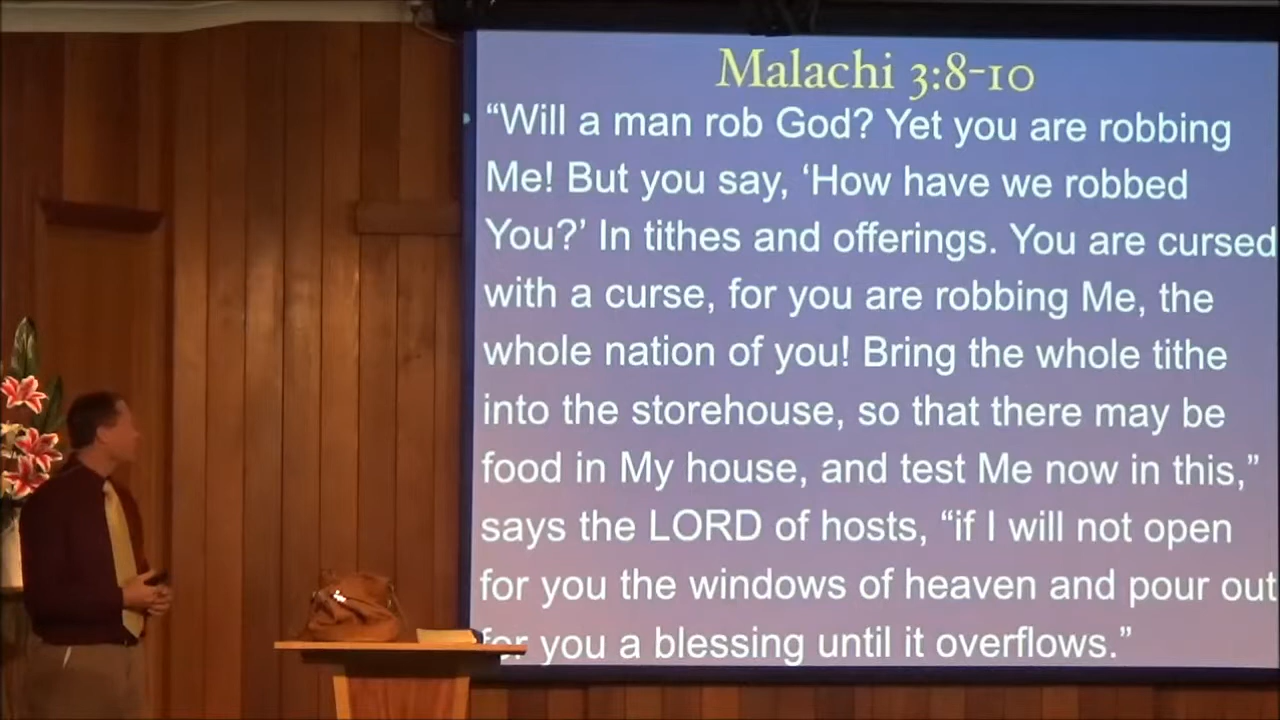 Malachi 3:8-10
“Will a man rob God? Yet you are robbing
Me! But you say, ‘How have we robbed
You?’ In tithes and offerings. You are cursed
with a curse, for you are robbing Me, the
whole nation of you! Bring the whole tithe
into the storehouse, so that there may be
food in My house, and test Me now in this,”
says the LORD of hosts, “if I will not open
for you the windows of heaven and pour out
for you a blessing until it overflows.”